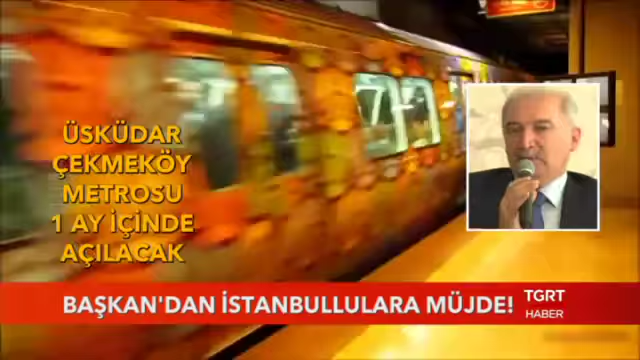 ÜSKÜDAR
ÇEKMEKÖY
METROSU
1 AY İÇİNDE
AÇILACAK
BAŞKAN'DAN İSTANBULLULARA MÜJDE!
TGRT
HABER